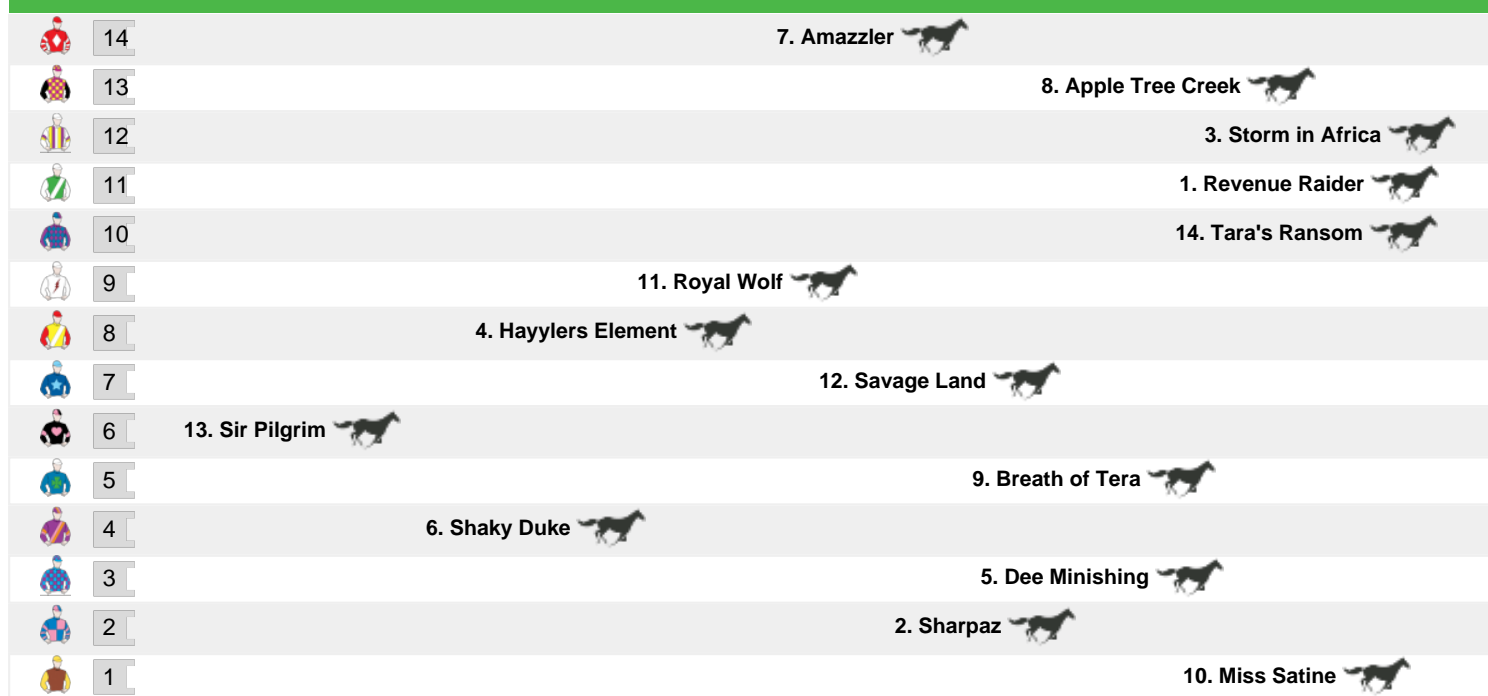 14 7. Amazzler
13 8. Apple Tree Creek
12 3. Storm in Africa
11 1. Revenue Raider
10 14. Tara's Ransom
9 11. Royal Wolf
8 4. Hayylers Element
7 12. Savage Land
6 13. Sir Pilgrim
5 9. Breath of Tera
4 6. Shaky Duke
3 5. Dee Minishing
2 2. Sharpaz
1 10. Miss Satine